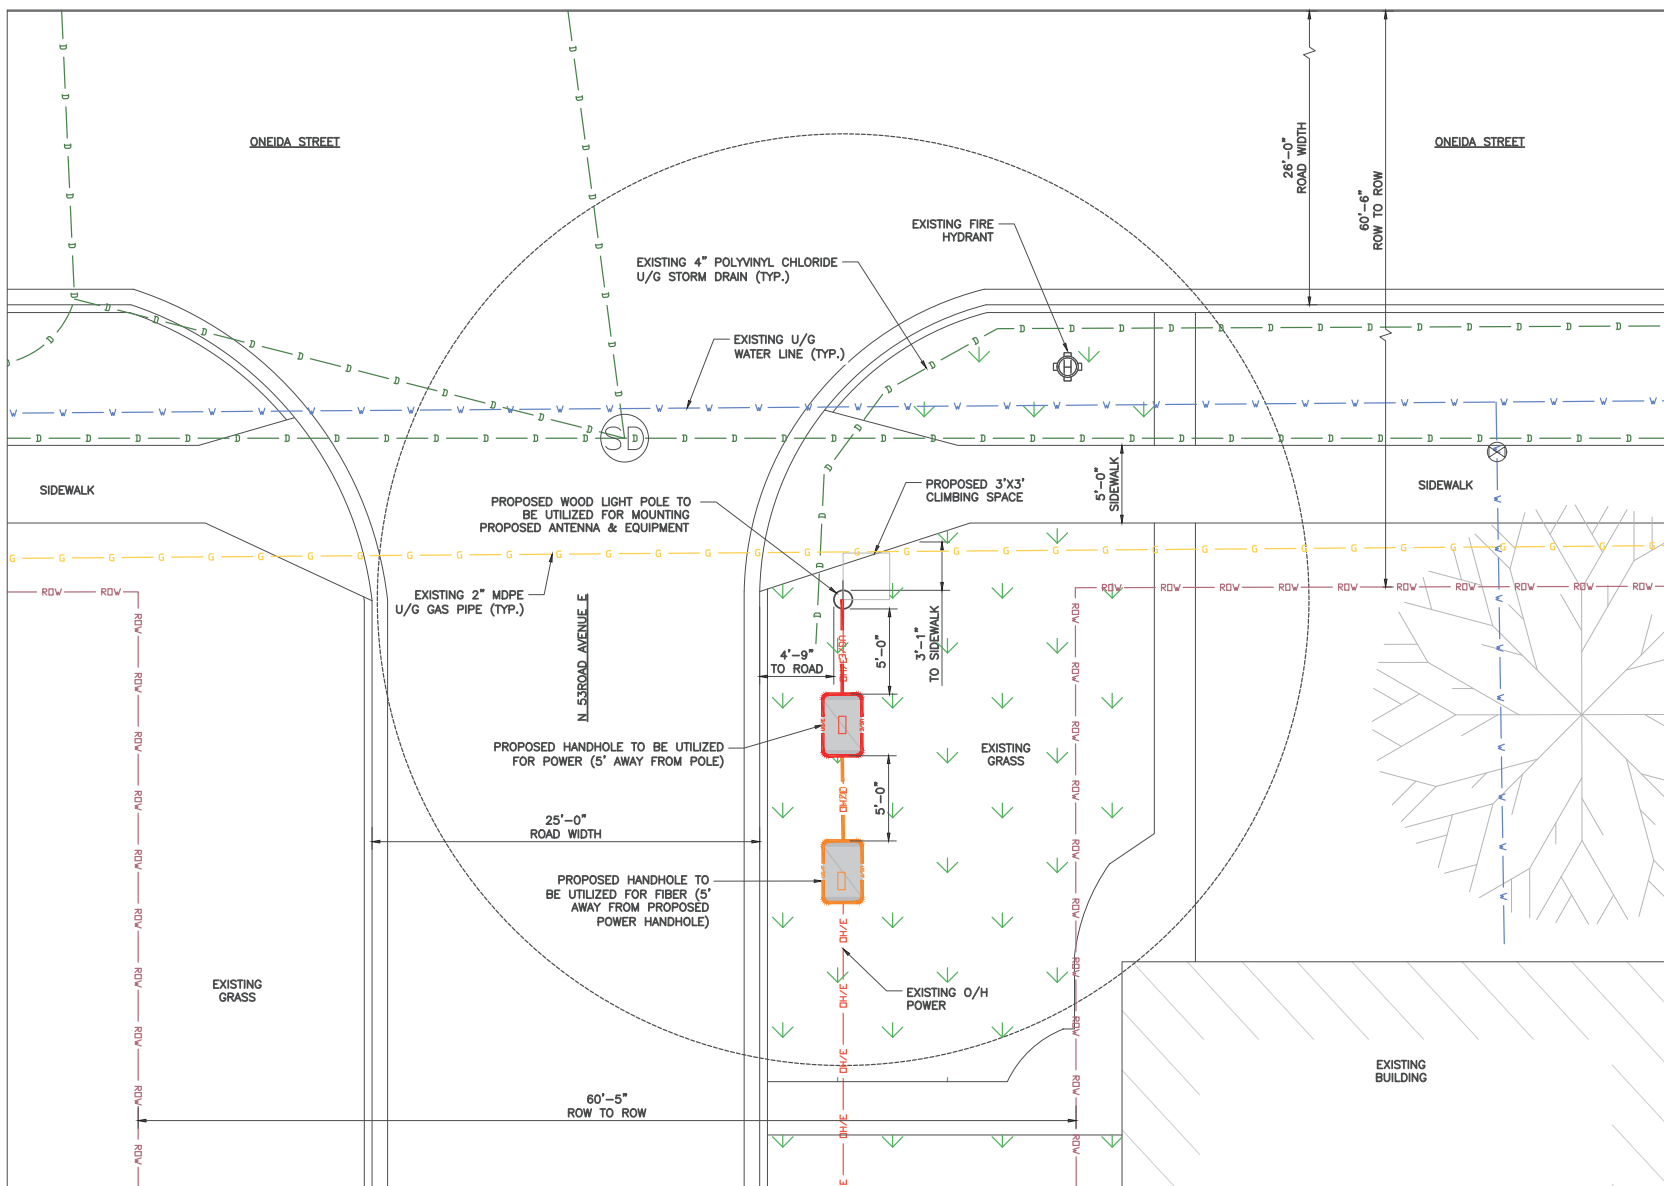 ONEIDA STREET
ONEIDA STREET
26'-0"
ROAD WIDTH
60'-6"
ROW TO ROW
EXISTING FIRE
HYDRANT
EXISTING 4" POLYVINYL CHLORIDE
U/G STORM DRAIN (TYP.)
EXISTING U/G
WATER LINE (TYP.)
H
SD
SIDEWALK
PROPOSED WOOD LIGHT POLE TO
BE UTILIZED FOR MOUNTING
PROPOSED ANTENNA & EQUIPMENT
PROPOSED 3'X3'
CLIMBING SPACE
5'-0"
SIDEWALK
SIDEWALK
EXISTING 2" MDPE
U/G GAS PIPE (TYP.)
N 53ROAD AVENUE E
4'-9"
TO ROAD
5'-0"
3'-1"
TO SIDEWALK
PROPOSED HANDHOLE TO BE UTILIZED
FOR POWER (5' AWAY FROM POLE)
EXISTING
GRASS
5'-0"
25'-0"
ROAD WIDTH
PROPOSED HANDHOLE TO
BE UTILIZED FOR FIBER (5'
AWAY FROM PROPOSED
POWER HANDHOLE)
EXISTING
GRASS
EXISTING O/H
POWER
EXISTING
BUILDING
60'-5"
ROW TO ROW